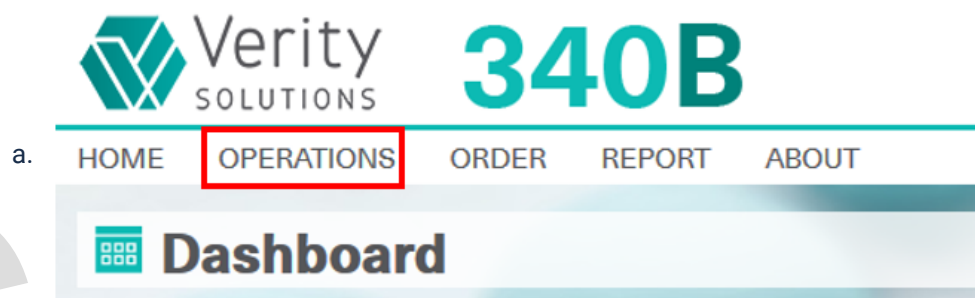 Verity 340B
SOLUTIONS
a. HOME OPERATIONS ORDER REPORT ABOUT
Dashboard